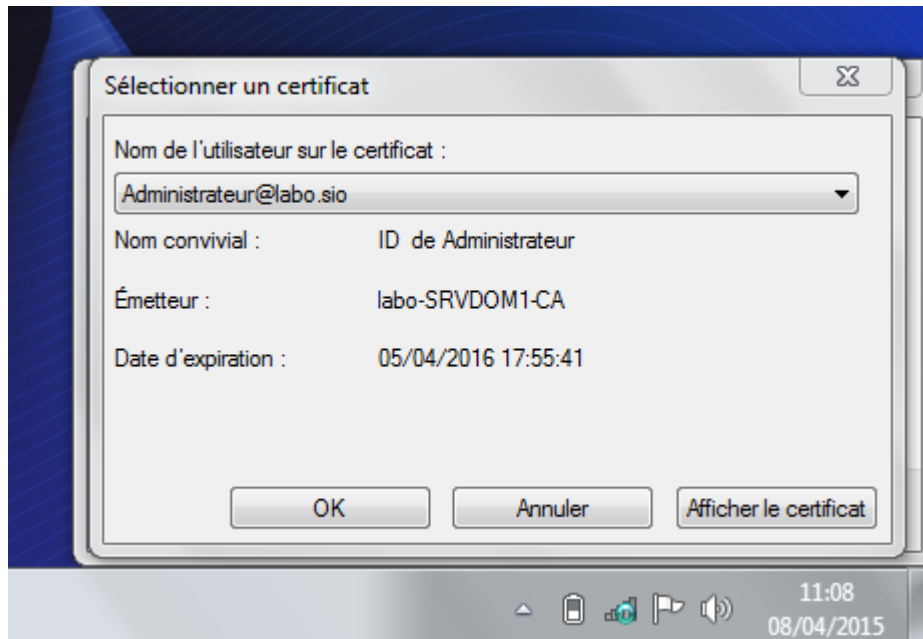 Sélectionner un certificat
Nom de l'utilisateur sur le certificat :
Administrateur@labo.sio
Nom convivial : ID de Administrateur
Émetteur : labo-SRVDOM1-CA
Date d'expiration : 05/04/2016 17:55:41
OK Annuler Afficher le certificat
11:08
08/04/2015